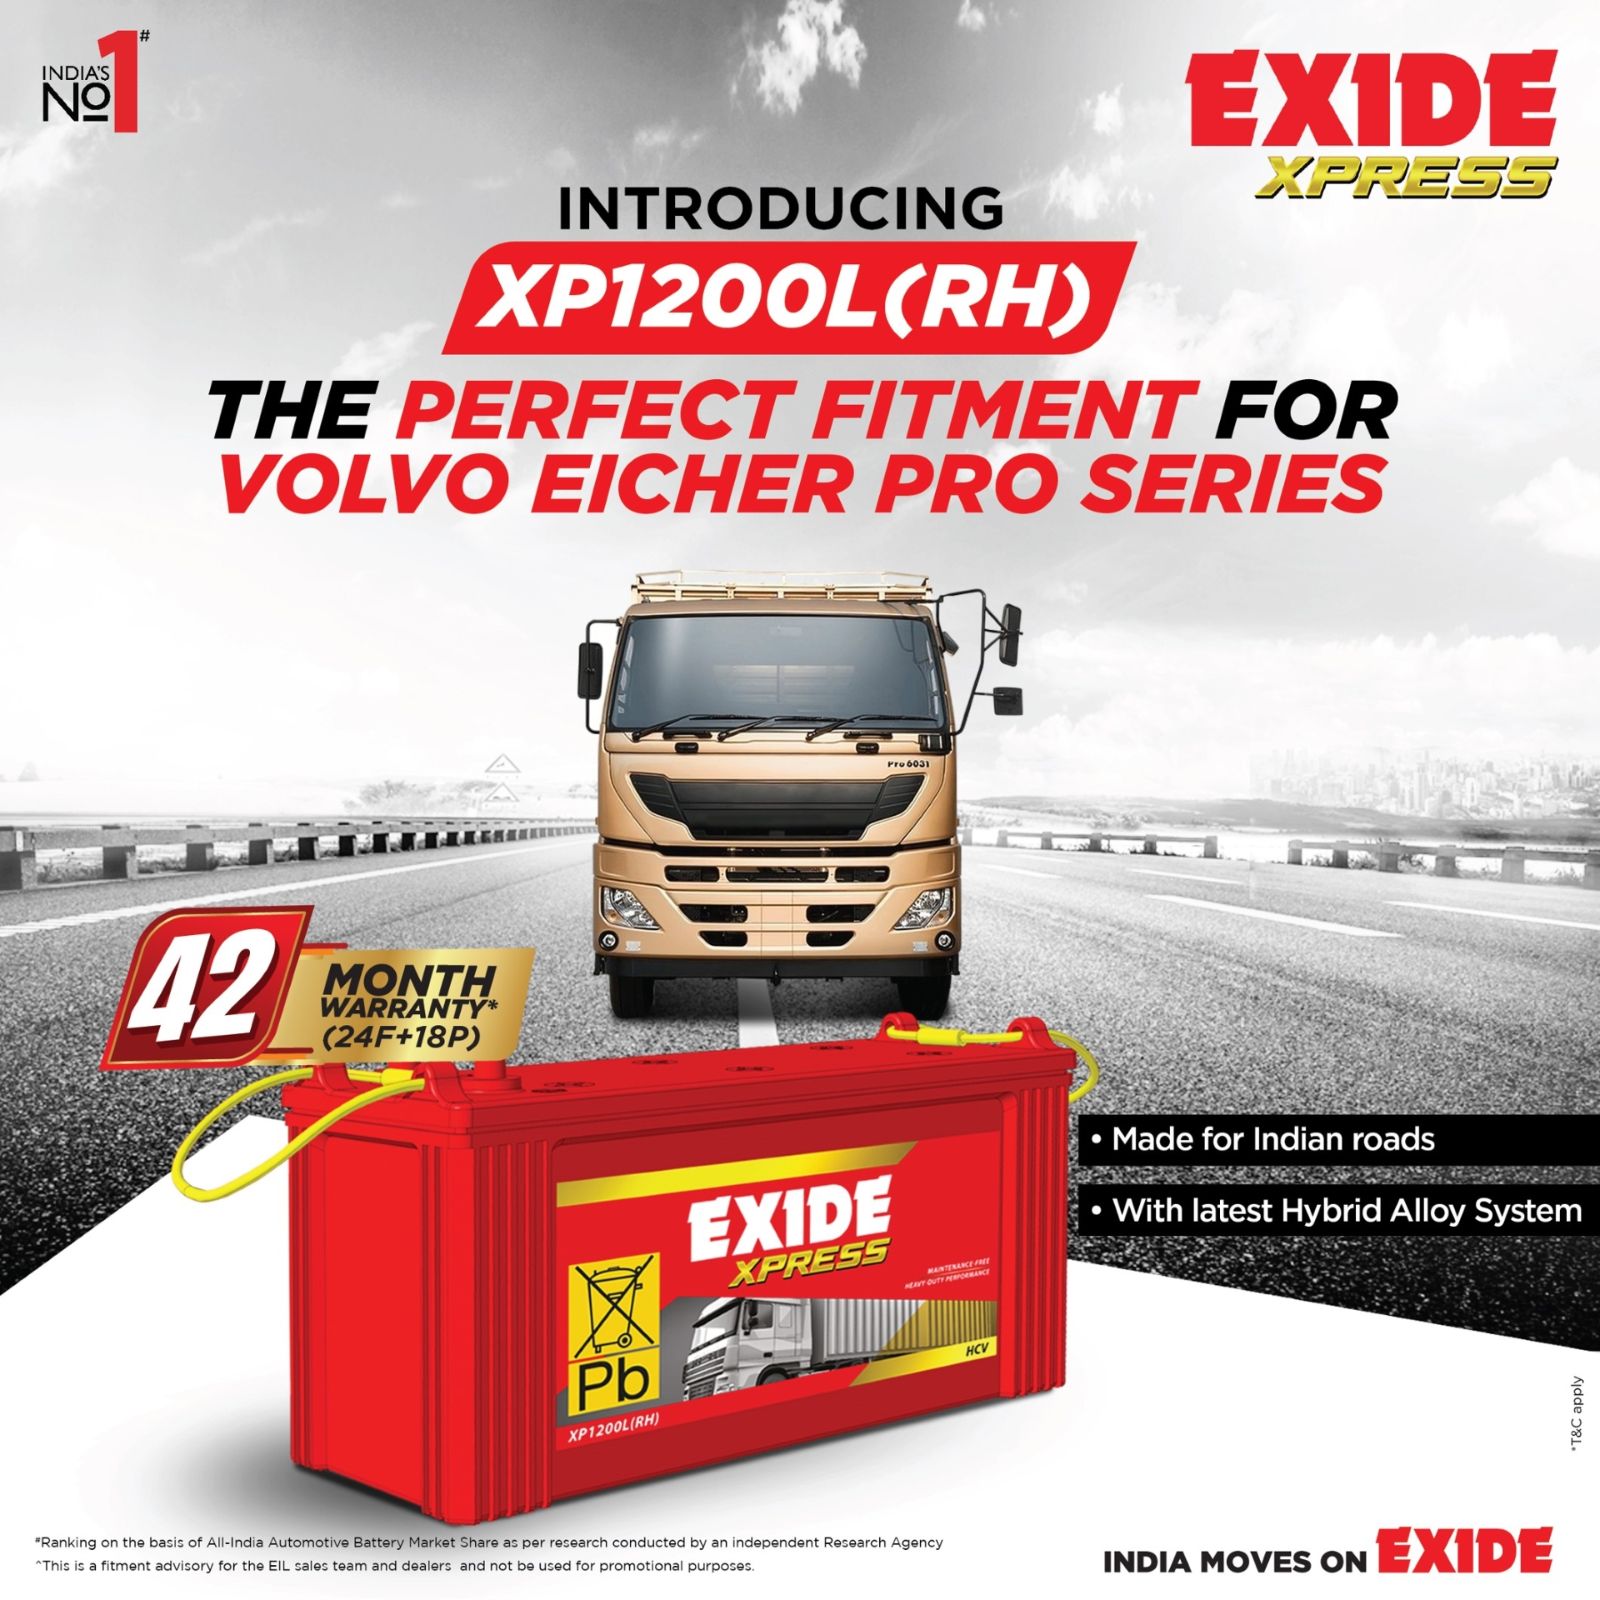 INDIA'S
No1#
EXIDE
XPRESS
INTRODUCING
XP1200L(RH)
THE PERFECT FITMENT FOR
VOLVO EICHER PRO SERIES
Pro 6031
42
MONTH
WARRANTY*
(24F+18P)
• Made for Indian roads
• With latest Hybrid Alloy System
EXIDE
XPRESS
MAINTENANCE-FREE
HEAVY DUTY PERFORMANCE
HCV
Pb
XP1200L(RH)
*T&C apply
#Ranking on the basis of All-India Automotive Battery Market Share as per research conducted by an independent Research Agency
^This is a fitment advisory for the EIL sales team and dealers and not be used for promotional purposes.
INDIA MOVES ON EXIDE